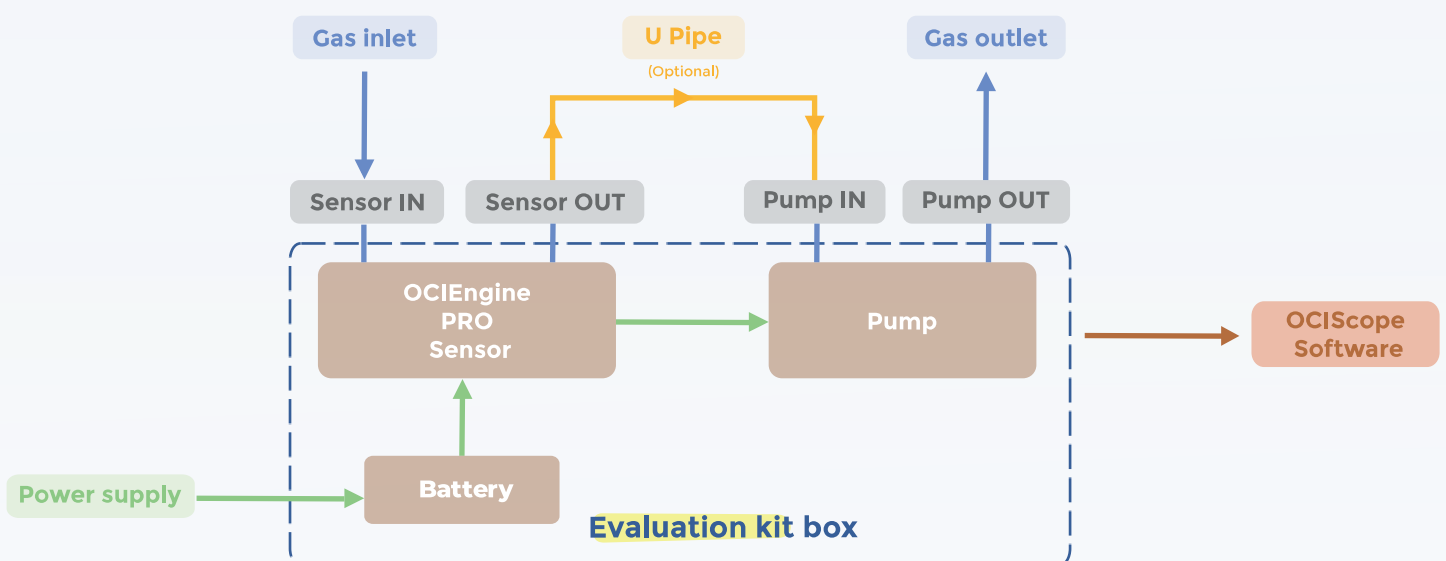 Gas inlet
U Pipe
(Optional)
Gas outlet
Sensor IN
Sensor OUT
Pump IN
Pump OUT
OCIEngine
PRO
Sensor
Pump
OCIScope
Software
Power supply
Battery
Evaluation kit box